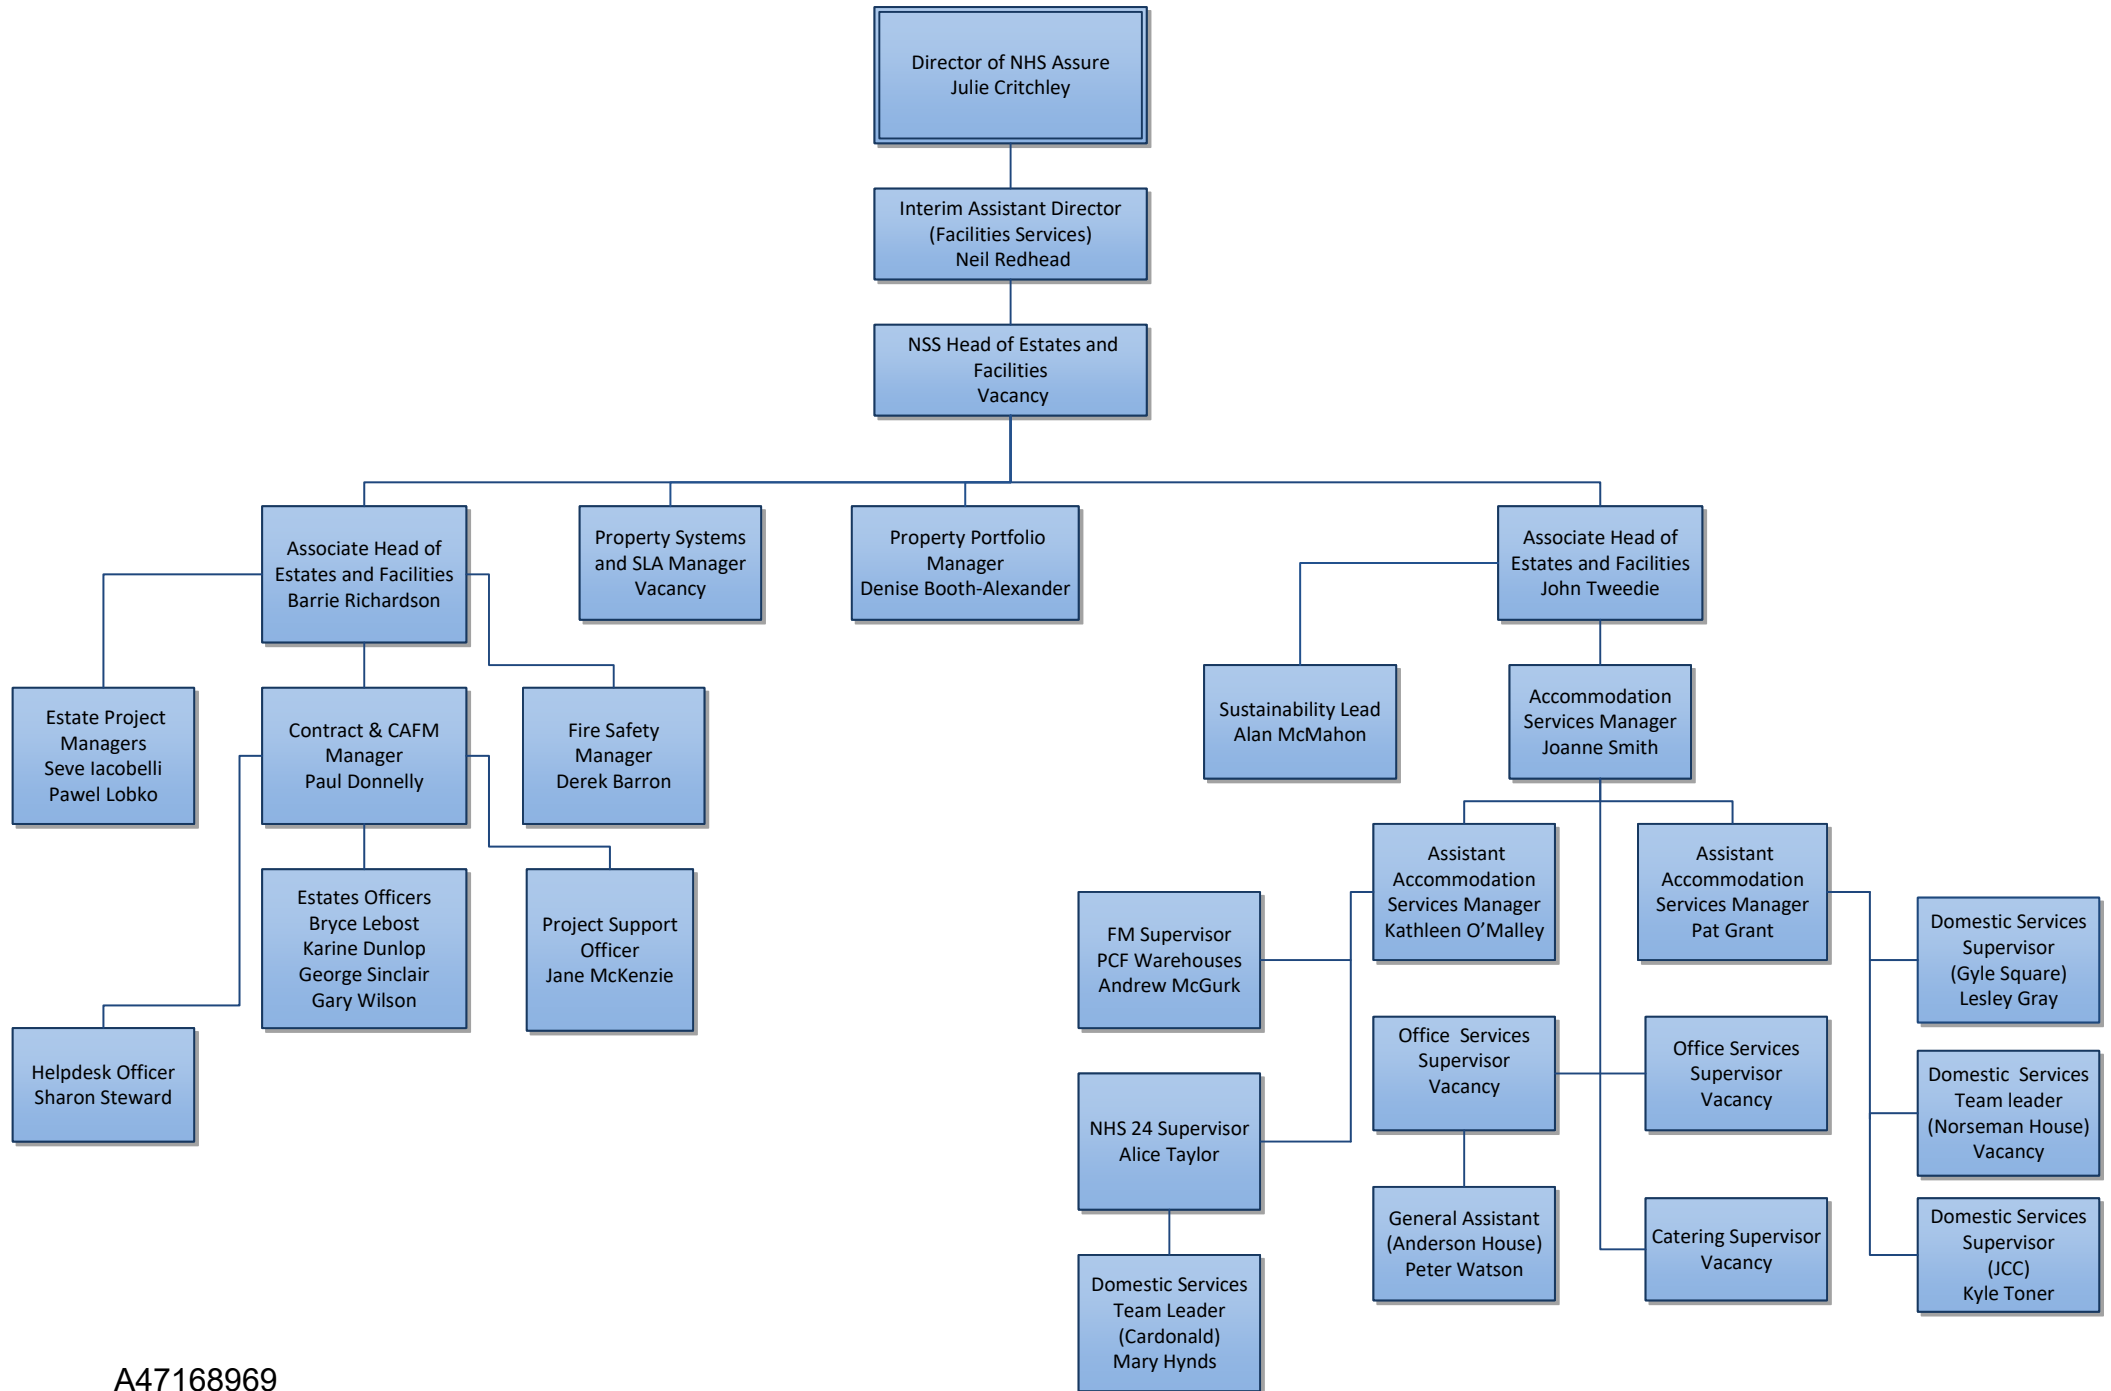 Director of NHS Assure
Julie Critchley
Interim Assistant Director
(Facilities Services)
Neil Redhead
NSS Head of Estates and
Facilities
Vacancy
Associate Head of
Estates and Facilities
Barrie Richardson
Property Systems
and SLA Manager
Vacancy
Property Portfolio
Manager
Denise Booth-Alexander
Associate Head of
Estates and Facilities
John Tweedie
Estate Project
Managers
Seve Iacobelli
Pawel Lobko
Contract & CAFM
Manager
Paul Donnelly
Fire Safety
Manager
Derek Barron
Sustainability Lead
Alan McMahon
Accommodation
Services Manager
Joanne Smith
Estates Officers
Bryce Lebost
Karine Dunlop
George Sinclair
Gary Wilson
Project Support
Officer
Jane McKenzie
Helpdesk Officer
Sharon Steward
Assistant
Accommodation
Services Manager
Kathleen O’Malley
Assistant
Accommodation
Services Manager
Pat Grant
FM Supervisor
PCF Warehouses
Andrew McGurk
Domestic Services
Supervisor
(Gyle Square)
Lesley Gray
Office Services
Supervisor
Vacancy
Office Services
Supervisor
Vacancy
Domestic Services
Team leader
(Norseman House)
Vacancy
NHS 24 Supervisor
Alice Taylor
General Assistant
(Anderson House)
Peter Watson
Catering Supervisor
Vacancy
Domestic Services
Supervisor
(JCC)
Kyle Toner
Domestic Services
Team Leader
(Cardonald)
Mary Hynds
A47168969